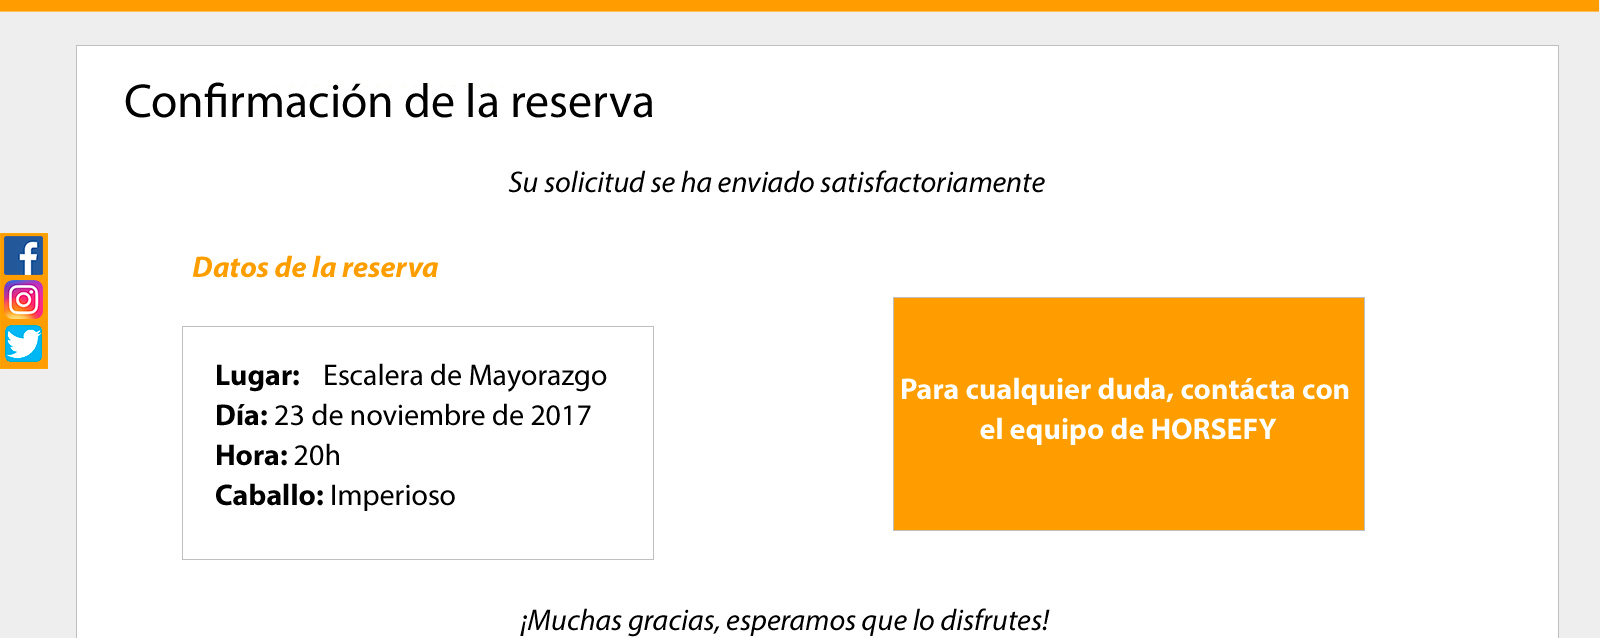 Confirmación de la reserva
Su solicitud se ha enviado satisfactoriamente
Datos de la reserva
Lugar: Escalera de Mayorazgo
Día: 23 de noviembre de 2017
Hora: 20h
Caballo: Imperioso
Para cualquier duda, contácta con
el equipo de HORSEFY
¡Muchas gracias, esperamos que lo disfrutes!